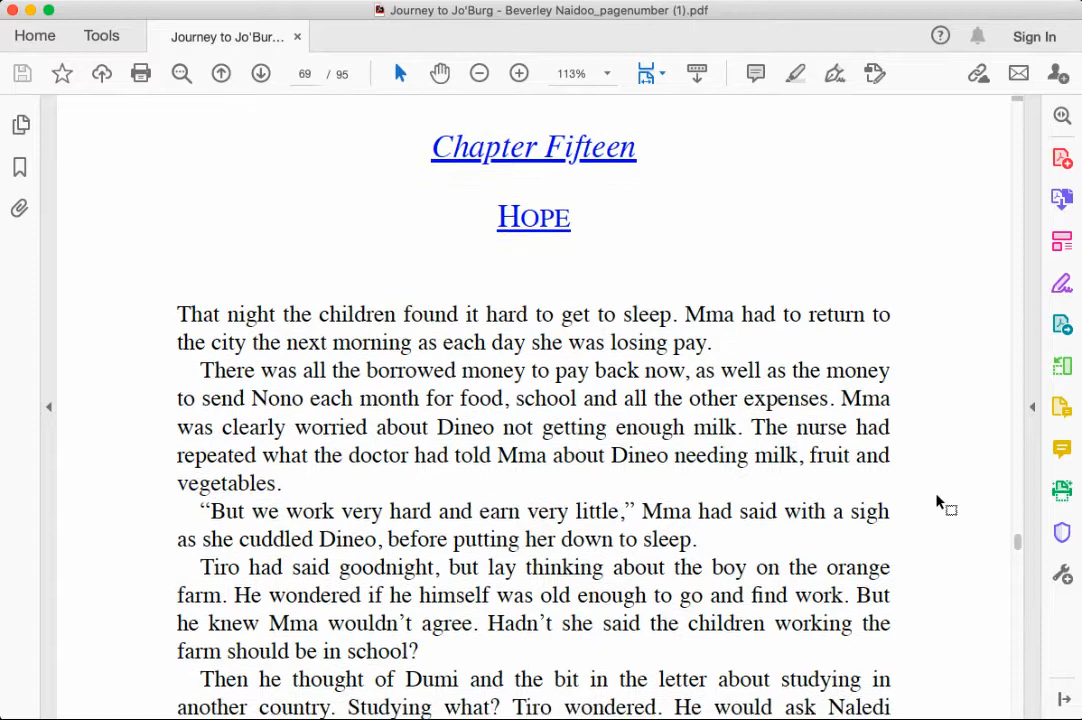 Journey to Jo'Burg - Beverley Naidoo_pagenumber (1).pdf
Home Tools Journey to Jo'Bur... × Sign In
69 / 95 113%
Chapter Fifteen
HOPE
That night the children found it hard to get to sleep. Mma had to return to
the city the next morning as each day she was losing pay.
There was all the borrowed money to pay back now, as well as the money
to send Nono each month for food, school and all the other expenses. Mma
was clearly worried about Dineo not getting enough milk. The nurse had
repeated what the doctor had told Mma about Dineo needing milk, fruit and
vegetables.
“But we work very hard and earn very little,” Mma had said with a sigh
as she cuddled Dineo, before putting her down to sleep.
Tiro had said goodnight, but lay thinking about the boy on the orange
farm. He wondered if he himself was old enough to go and find work. But
he knew Mma wouldn’t agree. Hadn’t she said the children working the
farm should be in school?
Then he thought of Dumi and the bit in the letter about studying in
another country. Studying what? Tiro wondered. He would ask Naledi